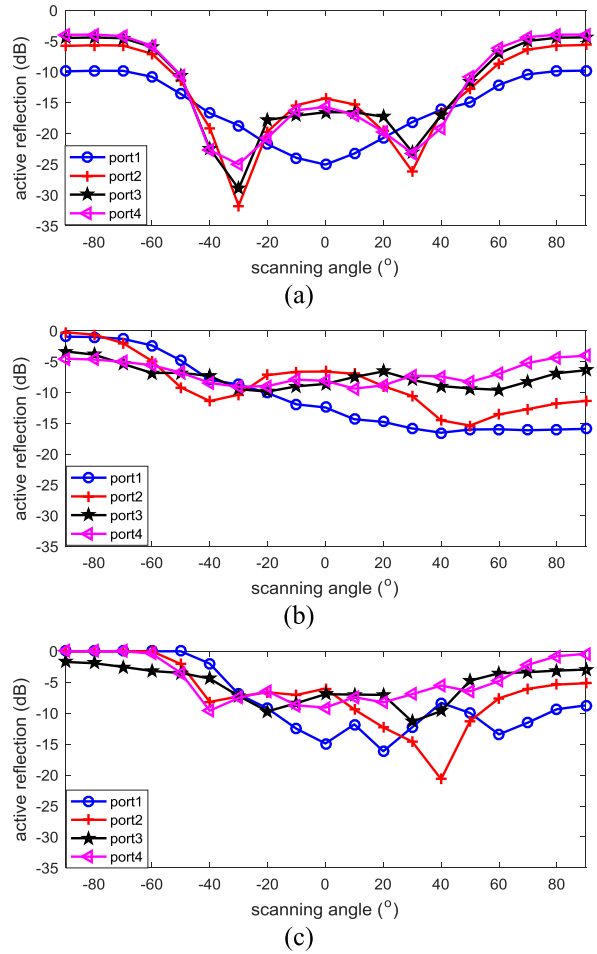 active reflection (dB)
0
-5
-10
-15
-20
-25
-30
-35
port1
port2
port3
port4
-80 -60 -40 -20 0 20 40 60 80
scanning angle (o)
(a)
active reflection (dB)
0
-5
-10
-15
-20
-25
-30
-35
port1
port2
port3
port4
-80 -60 -40 -20 0 20 40 60 80
scanning angle (o)
(b)
active reflection (dB)
0
-5
-10
-15
-20
-25
-30
-35
port1
port2
port3
port4
-80 -60 -40 -20 0 20 40 60 80
scanning angle (o)
(c)